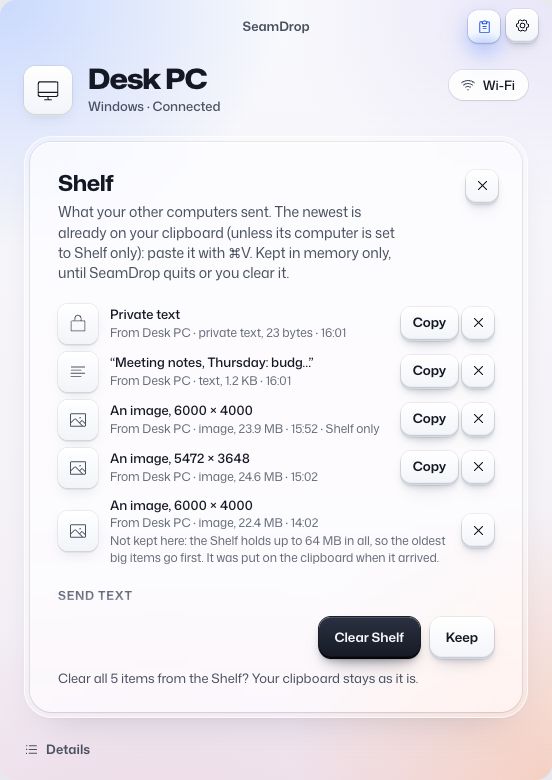 SeamDrop
Desk PC
Windows · Connected
Wi-Fi
Shelf
What your other computers sent. The newest is
already on your clipboard (unless its computer is set
to Shelf only): paste it with ⌘V. Kept in memory only,
until SeamDrop quits or you clear it.
Private text
From Desk PC · private text, 23 bytes · 16:01
Copy
“Meeting notes, Thursday: budg…”
From Desk PC · text, 1.2 KB · 16:01
Copy
An image, 6000 × 4000
From Desk PC · image, 23.9 MB · 15:52 · Shelf only
Copy
An image, 5472 × 3648
From Desk PC · image, 24.6 MB · 15:02
Copy
An image, 6000 × 4000
From Desk PC · image, 22.4 MB · 14:02
Not kept here: the Shelf holds up to 64 MB in all, so the oldest
big items go first. It was put on the clipboard when it arrived.
SEND TEXT
Clear Shelf
Keep
Clear all 5 items from the Shelf? Your clipboard stays as it is.
Details